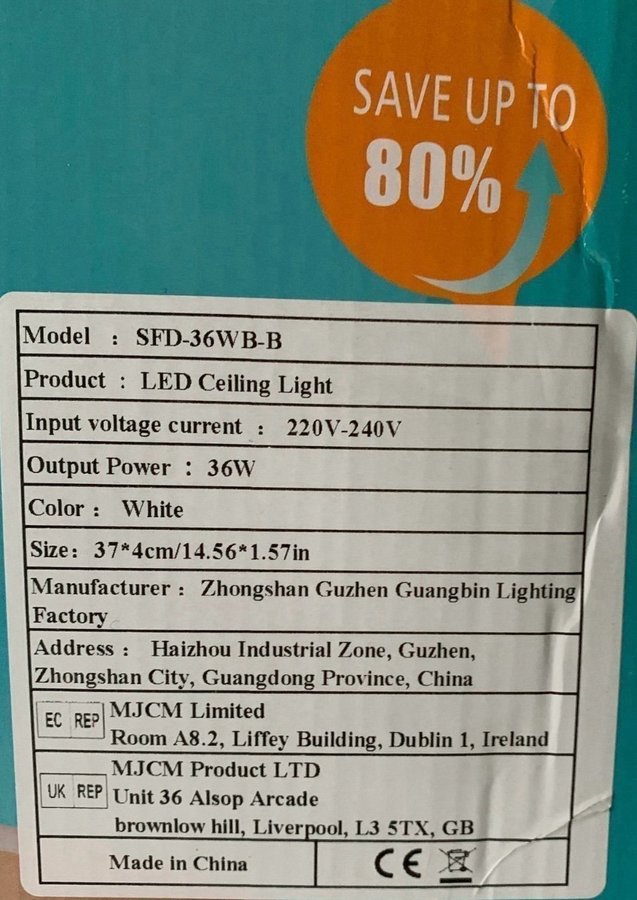 SAVE UP TO
80%
Model : SFD-36WB-B
Product : LED Ceiling Light
Input voltage current : 220V-240V
Output Power : 36W
Color : White
Size: 37*4cm/14.56*1.57in
Manufacturer : Zhongshan Guzhen Guangbin Lighting
Factory
Address : Haizhou Industrial Zone, Guzhen,
Zhongshan City, Guangdong Province, China
EC REP
MJCM Limited
Room A8.2, Liffey Building, Dublin 1, Ireland
UK REP
MJCM Product LTD
Unit 36 Alsop Arcade
brownlow hill, Liverpool, L3 5TX, GB
Made in China
CE